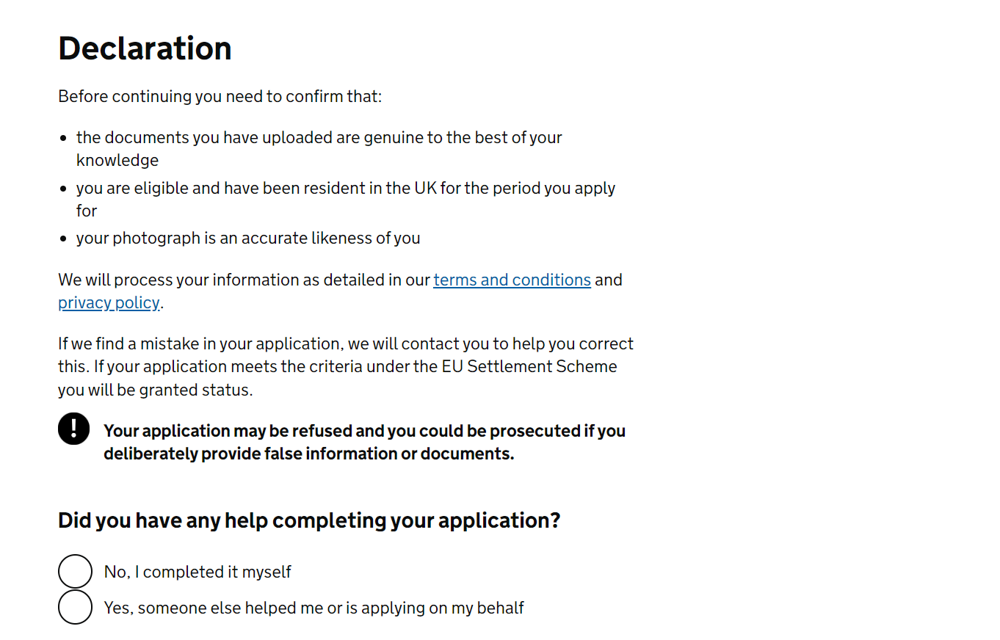 Declaration
Before continuing you need to confirm that:
• the documents you have uploaded are genuine to the best of your
knowledge
• you are eligible and have been resident in the UK for the period you apply
for
• your photograph is an accurate likeness of you
We will process your information as detailed in our terms and conditions and
privacy policy.
If we find a mistake in your application, we will contact you to help you correct
this. If your application meets the criteria under the EU Settlement Scheme
you will be granted status.
! Your application may be refused and you could be prosecuted if you
deliberately provide false information or documents.
Did you have any help completing your application?
No, I completed it myself
Yes, someone else helped me or is applying on my behalf